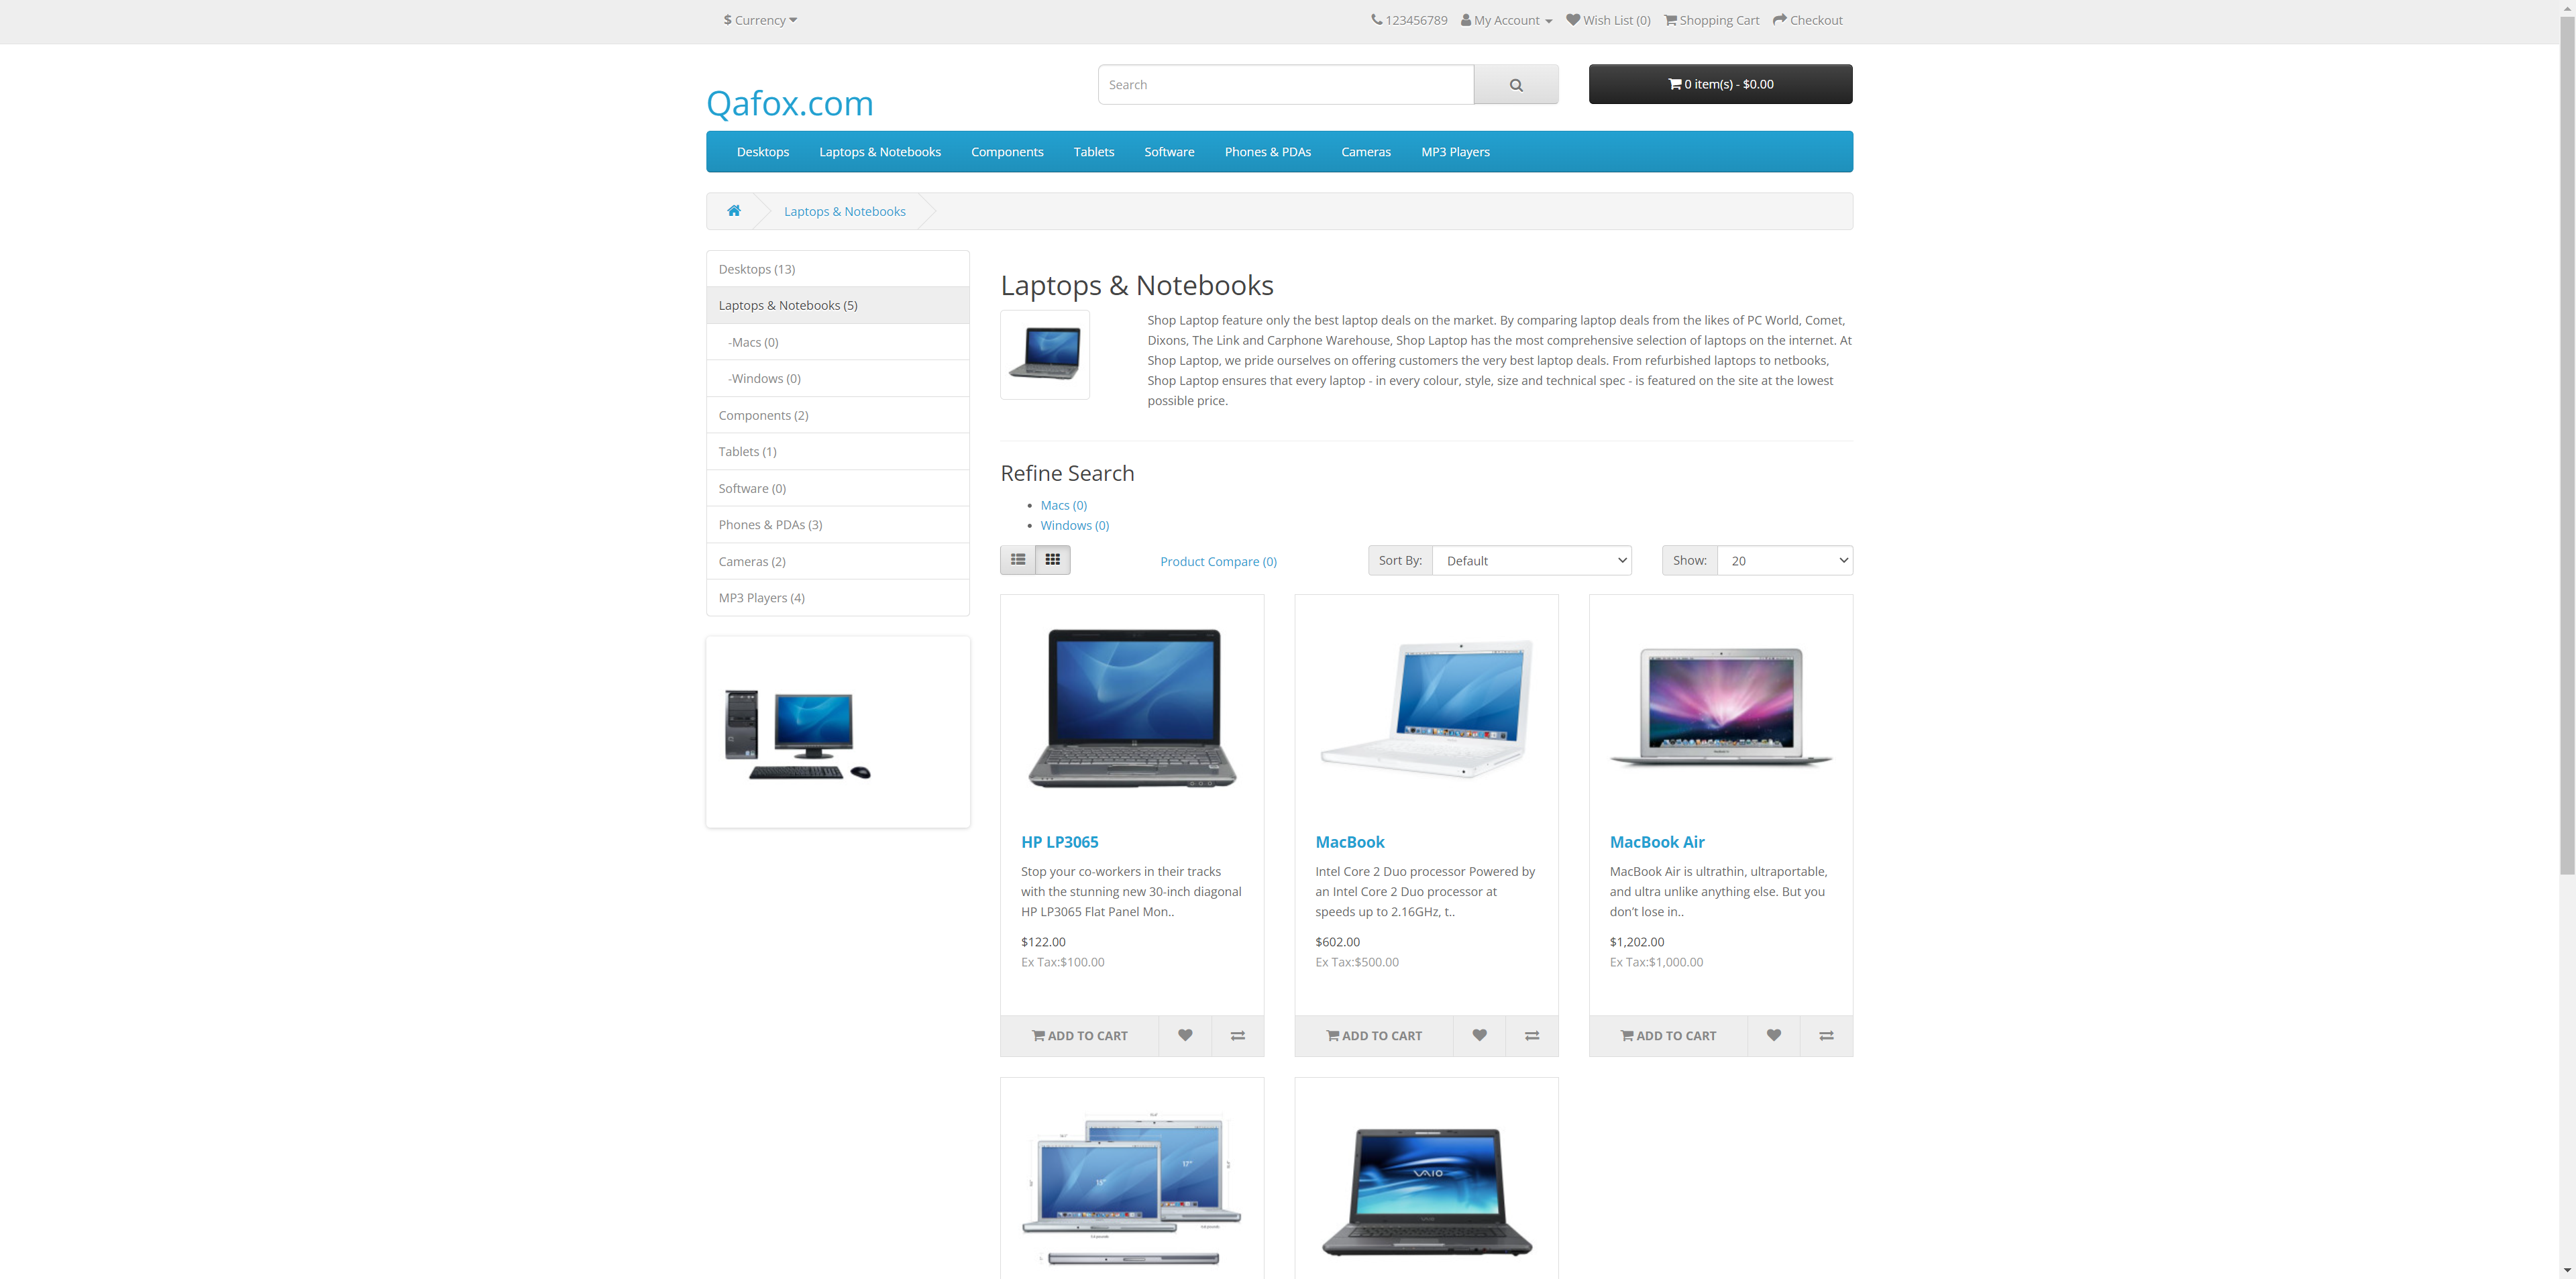 $ Currency
123456789 My Account Wish List (0) Shopping Cart Checkout
Qafox.com
Search
0 item(s) - $0.00
Desktops Laptops & Notebooks Components Tablets Software Phones & PDAs Cameras MP3 Players
Laptops & Notebooks
Desktops (13)
Laptops & Notebooks (5)
-Macs (0)
-Windows (0)
Components (2)
Tablets (1)
Software (0)
Phones & PDAs (3)
Cameras (2)
MP3 Players (4)
Laptops & Notebooks
Shop Laptop feature only the best laptop deals on the market. By comparing laptop deals from the likes of PC World, Comet,
Dixons, The Link and Carphone Warehouse, Shop Laptop has the most comprehensive selection of laptops on the internet. At
Shop Laptop, we pride ourselves on offering customers the very best laptop deals. From refurbished laptops to netbooks,
Shop Laptop ensures that every laptop - in every colour, style, size and technical spec - is featured on the site at the lowest
possible price.
Refine Search
Macs (0)
Windows (0)
Product Compare (0)
Sort By: Default
Show: 20
HP LP3065
Stop your co-workers in their tracks
with the stunning new 30-inch diagonal
HP LP3065 Flat Panel Mon..
$122.00
Ex Tax:$100.00
ADD TO CART
MacBook
Intel Core 2 Duo processor Powered by
an Intel Core 2 Duo processor at
speeds up to 2.16GHz, t..
$602.00
Ex Tax:$500.00
ADD TO CART
MacBook Air
MacBook Air is ultrathin, ultraportable,
and ultra unlike anything else. But you
don't lose in..
$1,202.00
Ex Tax:$1,000.00
ADD TO CART
17"
15"
VAIO